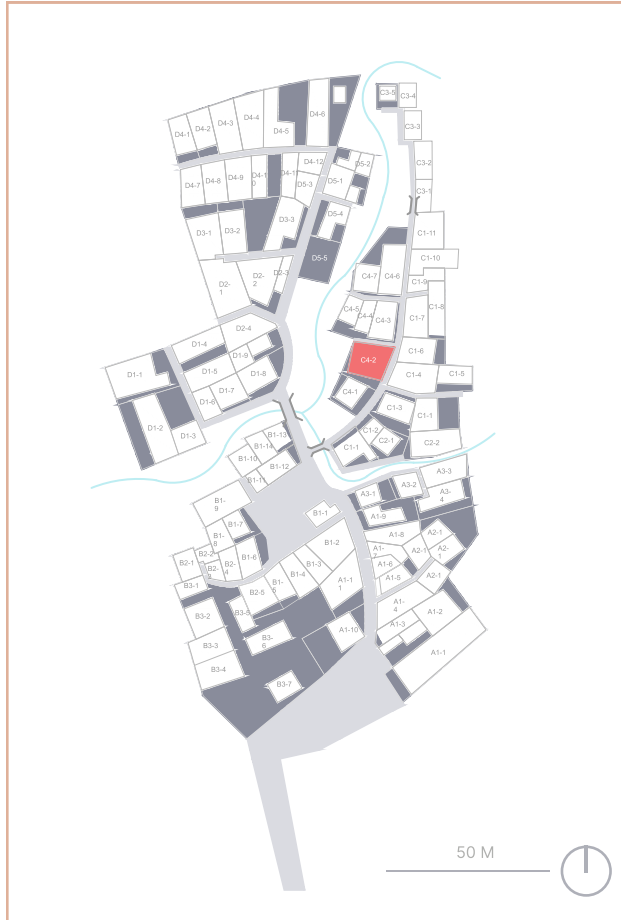 C3-5
C3-4
D4-6
D4-4
D4-3
D4-2
D4-1
D4-5
C3-3
D4-12
D5-2
C3-2
D4-7
D4-8
D4-9
D4-1
0
D4-11
D5-3
D5-1
C3-1
D3-1
D3-2
D3-3
D5-4
C1-11
D5-5
C1-10
D2-
1
D2-
2
D2-3
C4-7
C4-6
C1-9
C1-8
C4-5
C4-4
C4-3
C1-7
D2-4
D1-4
D1-9
C4-2
C1-6
D1-1
D1-5
D1-8
C1-4
C1-5
D1-7
D1-6
C4-1
C1-3
C1-1
D1-2
D1-3
B1-13
B1-14
C1-2
C2-1
C2-2
C1-1
B1-10
B1-12
B1-11
A3-3
A3-2
A3-
4
A3-1
B1-
9
B1-1
A1-9
B1-7
B1-
8
B1-2
A1-8
A2-1
A1-
7
A2-1
A2-
1
B2-1
B2-2
B2-
4
B1-6
B1-3
A1-6
B1-4
A1-5
A2-1
B3-1
B2-5
B1-
5
A1-1
1
B3-2
B3-5
A1-
4
A1-2
A1-3
A1-10
B3-
6
B3-3
A1-1
B3-4
B3-7
50 M